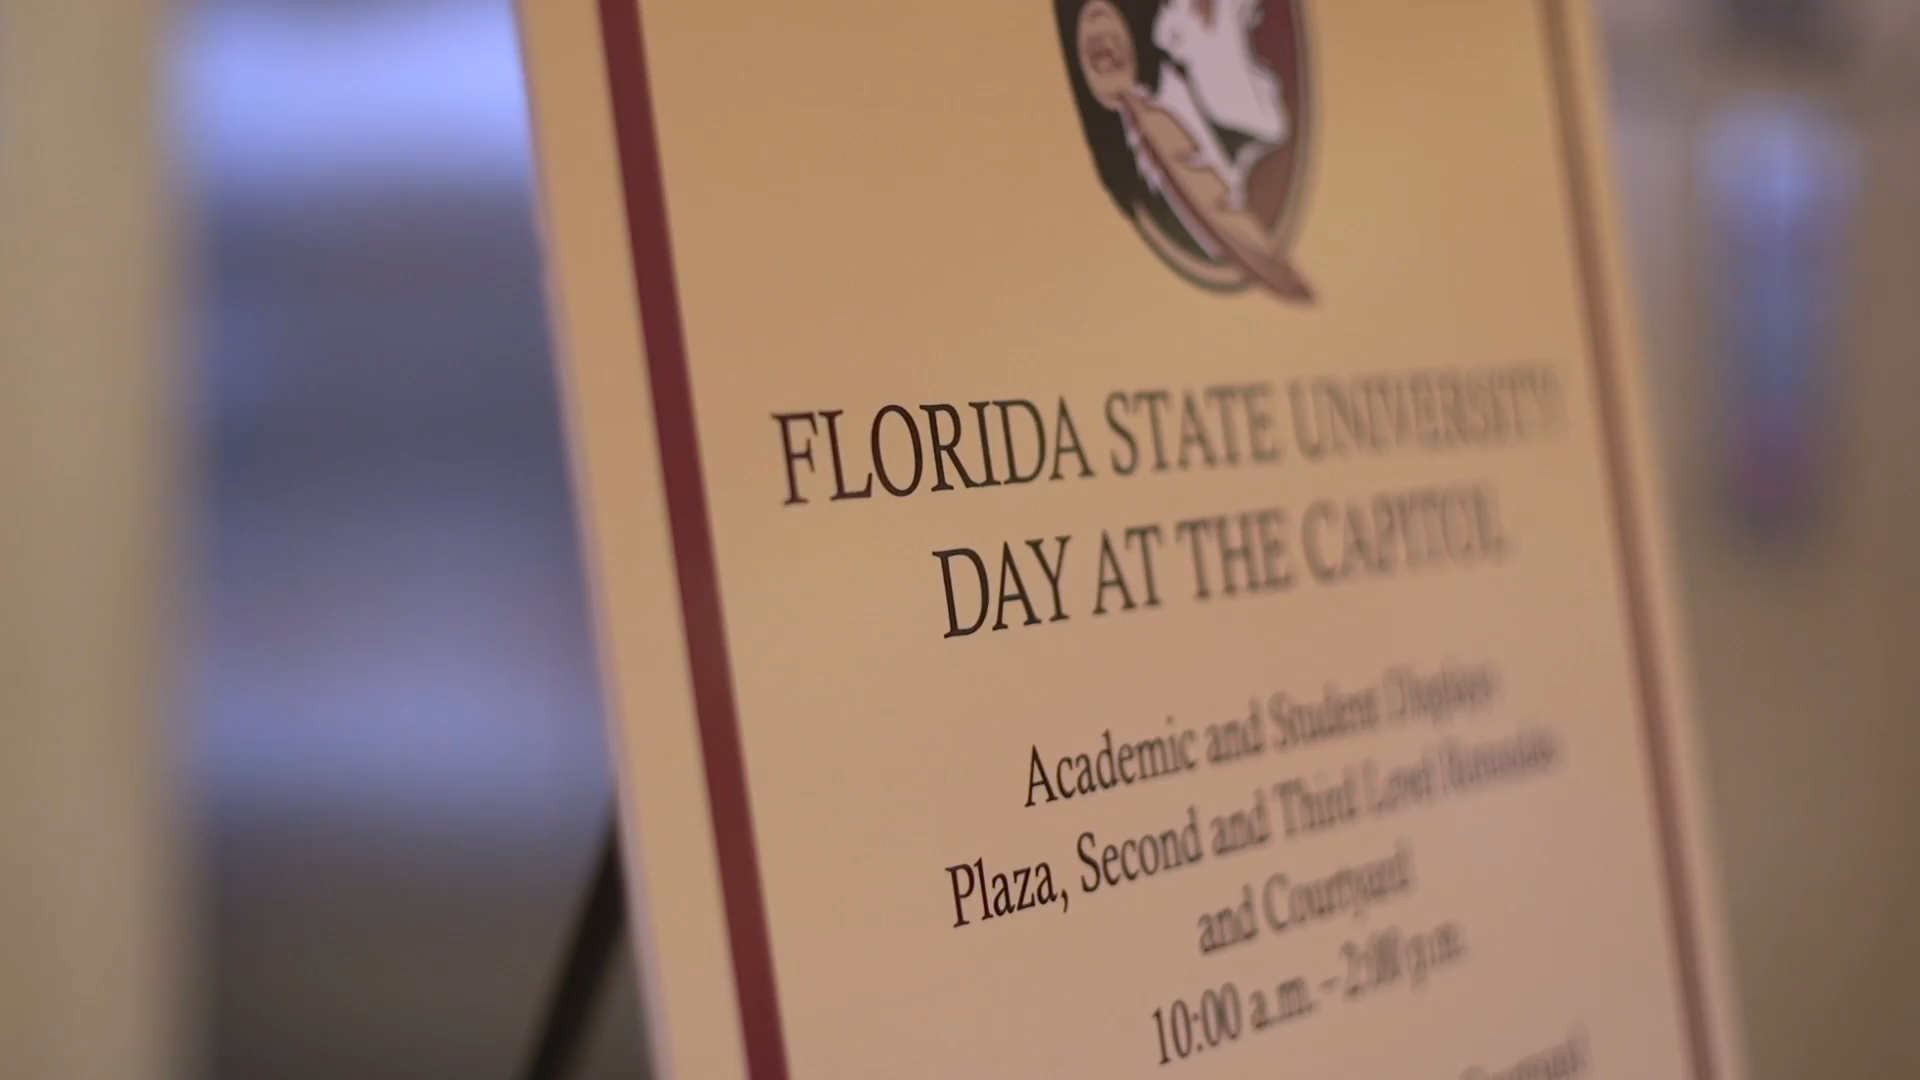 FLORIDA STATE UNIVERSITY
DAY AT THE CAPITOL
Academic and Student Displays
Plaza, Second and Third Level Rotundas
and Courtyard
10:00 a.m. – 2:00 p.m.
Courtyard